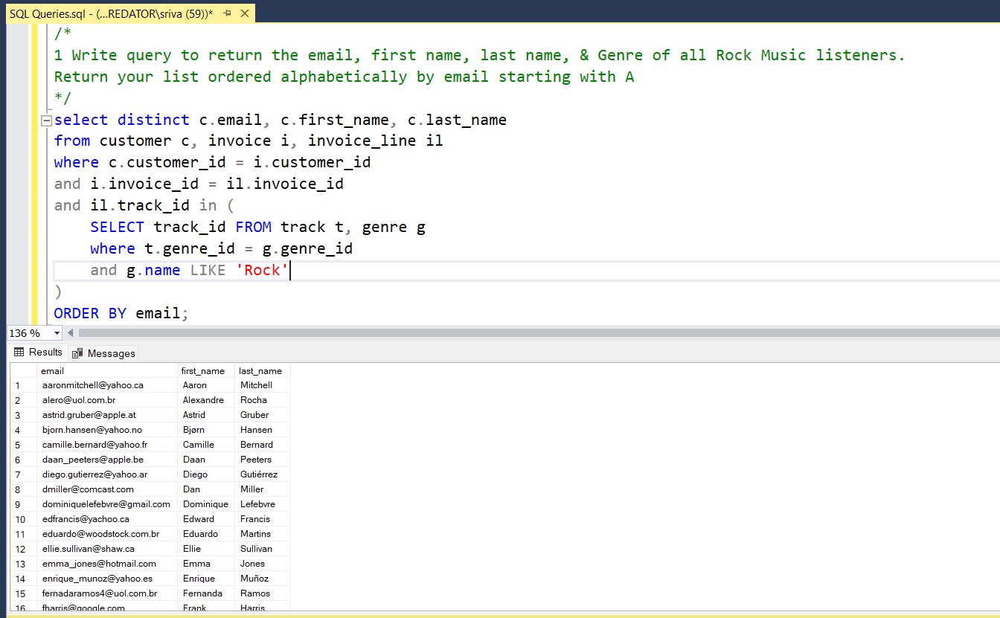 SQL Queries.sql - (...REDATOR\sriva (59))*
/*
1 Write query to return the email, first name, last name, & Genre of all Rock Music listeners.
Return your list ordered alphabetically by email starting with A
*/
select distinct c.email, c.first_name, c.last_name
from customer c, invoice i, invoice_line il
where c.customer_id = i.customer_id
and i.invoice_id = il.invoice_id
and il.track_id in (
SELECT track_id FROM track t, genre g
where t.genre_id = g.genre_id
and g.name LIKE 'Rock'
)
ORDER BY email;
136 %
Results Messages
email first_name last_name
1 aaronmitchell@yahoo.ca Aaron Mitchell
2 alero@uol.com.br Alexandre Rocha
3 astrid.gruber@apple.at Astrid Gruber
4 bjorn.hansen@yahoo.no Bjørn Hansen
5 camille.bernard@yahoo.fr Camille Bernard
6 daan_peeters@apple.be Daan Peeters
7 diego.gutierrez@yahoo.ar Diego Gutiérrez
8 dmiller@comcast.com Dan Miller
9 dominiquelefebvre@gmail.com Dominique Lefebvre
10 edfrancis@yachoo.ca Edward Francis
11 eduardo@woodstock.com.br Eduardo Martins
12 ellie.sullivan@shaw.ca Ellie Sullivan
13 emma_jones@hotmail.com Emma Jones
14 enrique_munoz@yahoo.es Enrique Muñoz
15 fernadaramos4@uol.com.br Fernanda Ramos
16 fharris@google.com Frank Harris